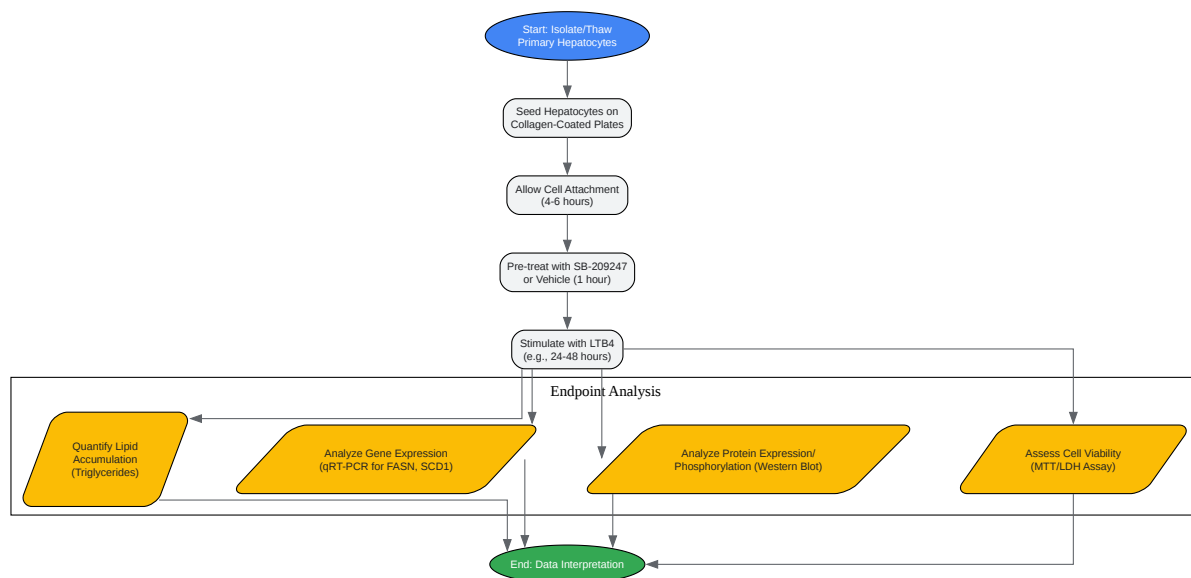 Start: Isolate/Thaw
Primary Hepatocytes
Seed Hepatocytes on
Collagen-Coated Plates
Allow Cell Attachment
(4-6 hours)
Pre-treat with SB-209247
or Vehicle (1 hour)
Stimulate with LTB4
(e.g., 24-48 hours)
Endpoint Analysis
Quantify Lipid
Accumulation
(Triglycerides)
Analyze Gene Expression
(qRT-PCR for FASN, SCD1)
Analyze Protein Expression/
Phosphorylation (Western Blot)
Assess Cell Viability
(MTT/LDH Assay)
End: Data Interpretation